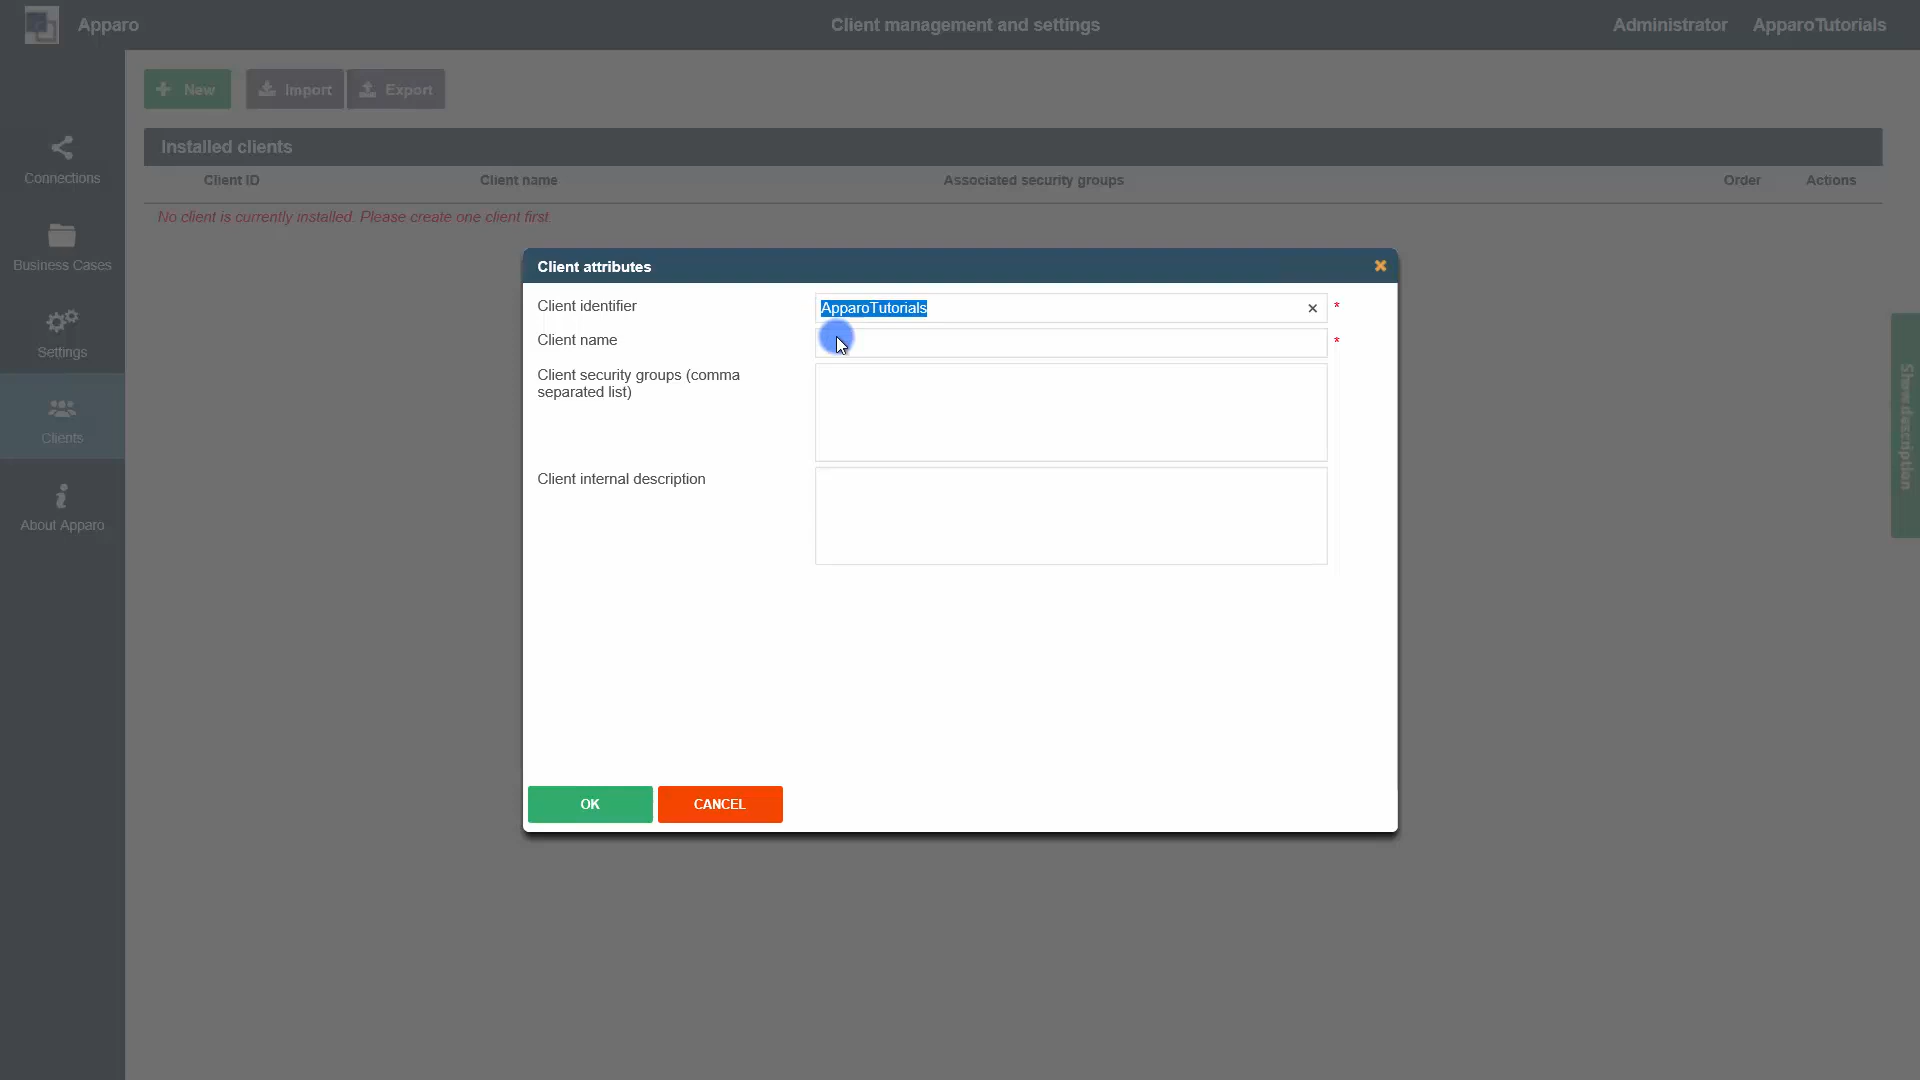 Apparo
Client management and settings
Administrator ApparoTutorials
New
Import
Export
Installed clients
Client ID Client name Associated security groups Order Actions
No client is currently installed. Please create one client first.
Connections
Business Cases
Settings
Clients
About Apparo
Client attributes
Client identifier
ApparoTutorials
*
Client name
*
Client security groups (comma
separated list)
Client internal description
OK
CANCEL
Show description